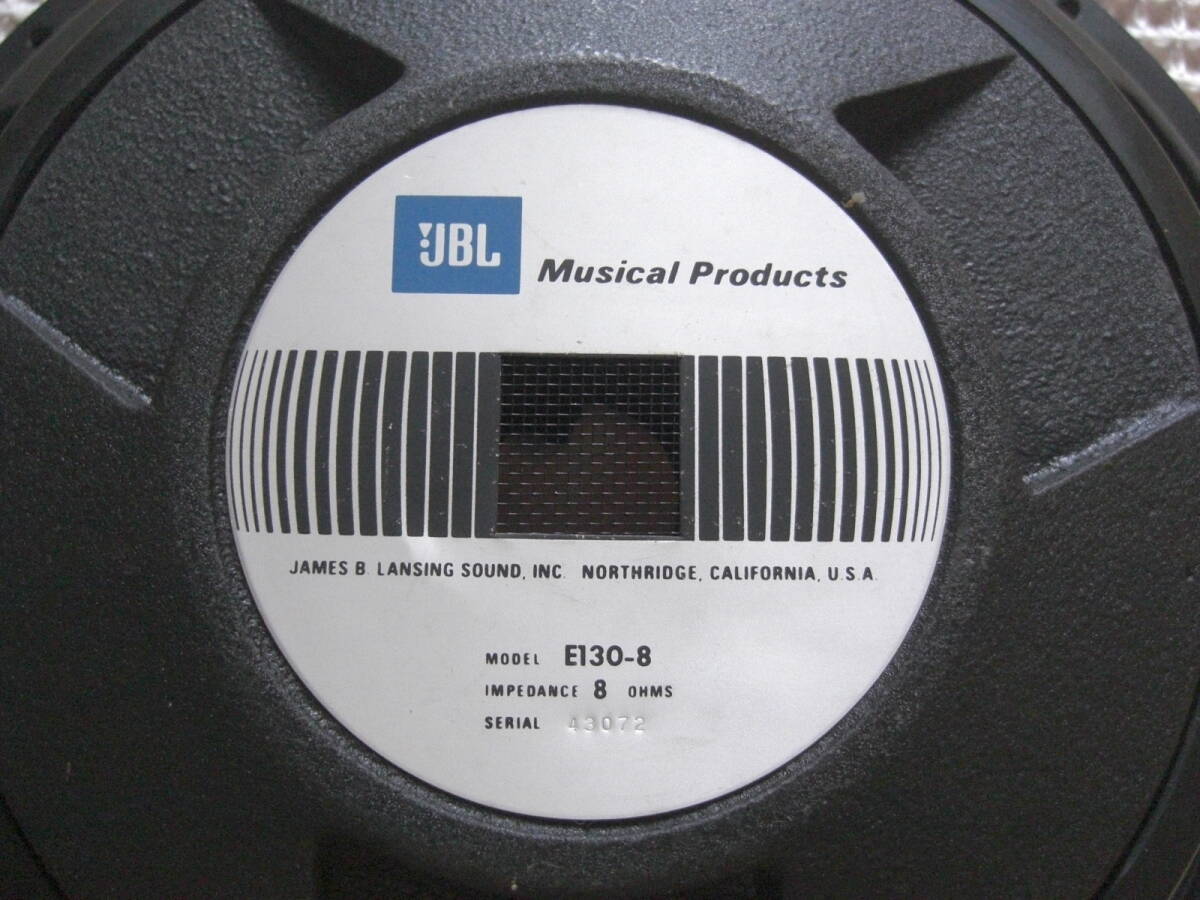 JBL
Musical Products
JAMES B. LANSING SOUND, INC. NORTHRIDGE, CALIFORNIA, U.S.A.
MODEL E130-8
IMPEDANCE 8 OHMS
SERIAL 43072